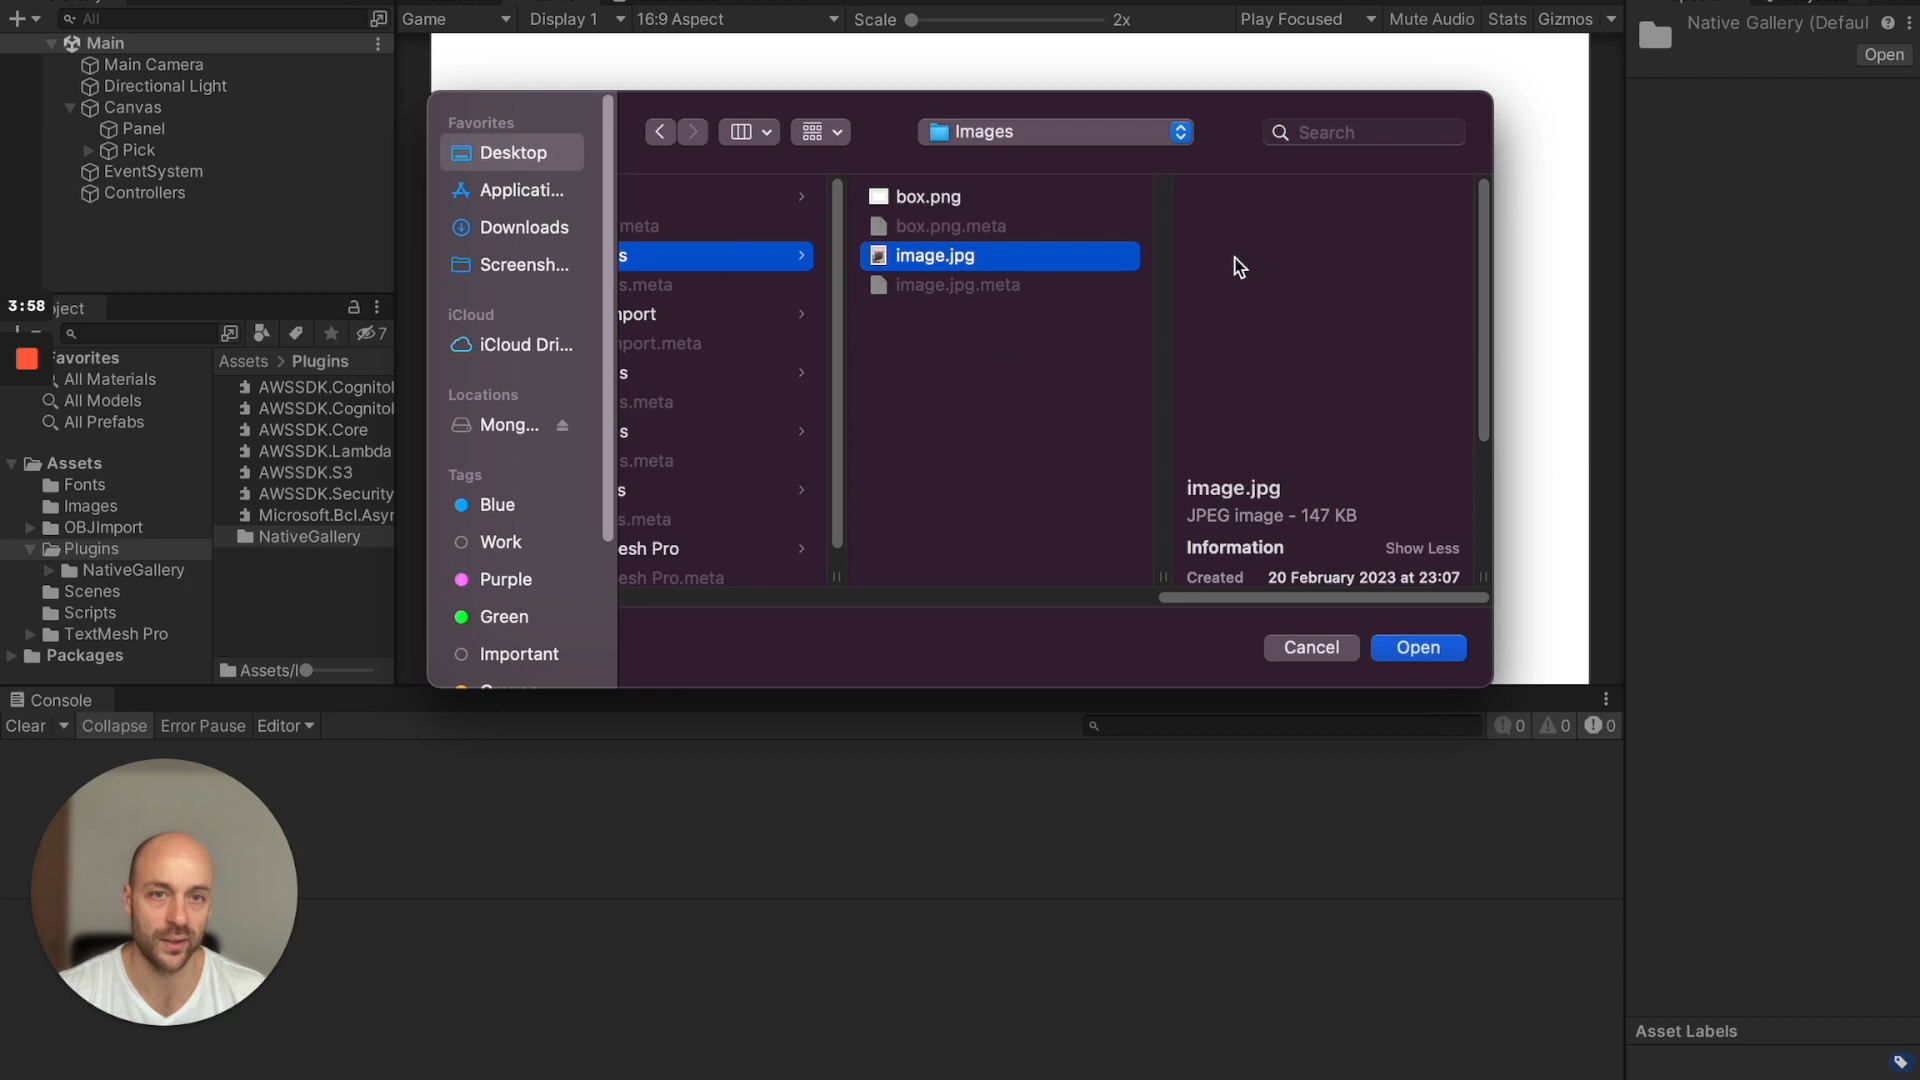 All
Main
Main Camera
Directional Light
Canvas
Panel
Pick
EventSystem
Controllers
Game
Display 1
16:9 Aspect
Scale
2x
Play Focused
Mute Audio
Stats
Gizmos
Native Gallery (Defaul
Open
Favorites
Desktop
Applicati...
Downloads
Screensh...
iCloud
iCloud Dri...
Locations
Mong...
Tags
Blue
Work
Purple
Green
Important
Images
Search
meta
s
s.meta
nport
nport.meta
s
s.meta
s
s.meta
s
s.meta
esh Pro
esh Pro.meta
box.png
box.png.meta
image.jpg
image.jpg.meta
image.jpg
JPEG image - 147 KB
Information
Show Less
Created
20 February 2023 at 23:07
Cancel
Open
3:58
oject
7
Favorites
All Materials
All Models
All Prefabs
Assets
Fonts
Images
OBJImport
Plugins
NativeGallery
Scenes
Scripts
TextMesh Pro
Packages
Assets > Plugins
AWSSDK.CognitoI
AWSSDK.CognitoI
AWSSDK.Core
AWSSDK.Lambda
AWSSDK.S3
AWSSDK.Security
Microsoft.Bcl.Asyn
NativeGallery
Assets/
Console
Clear
Collapse
Error Pause
Editor
0
0
0
Asset Labels